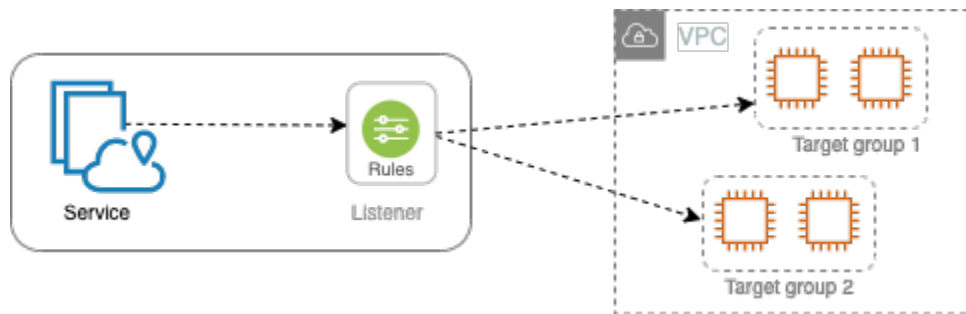 VPC
Rules
Service
Listener
Target group 1
Target group 2